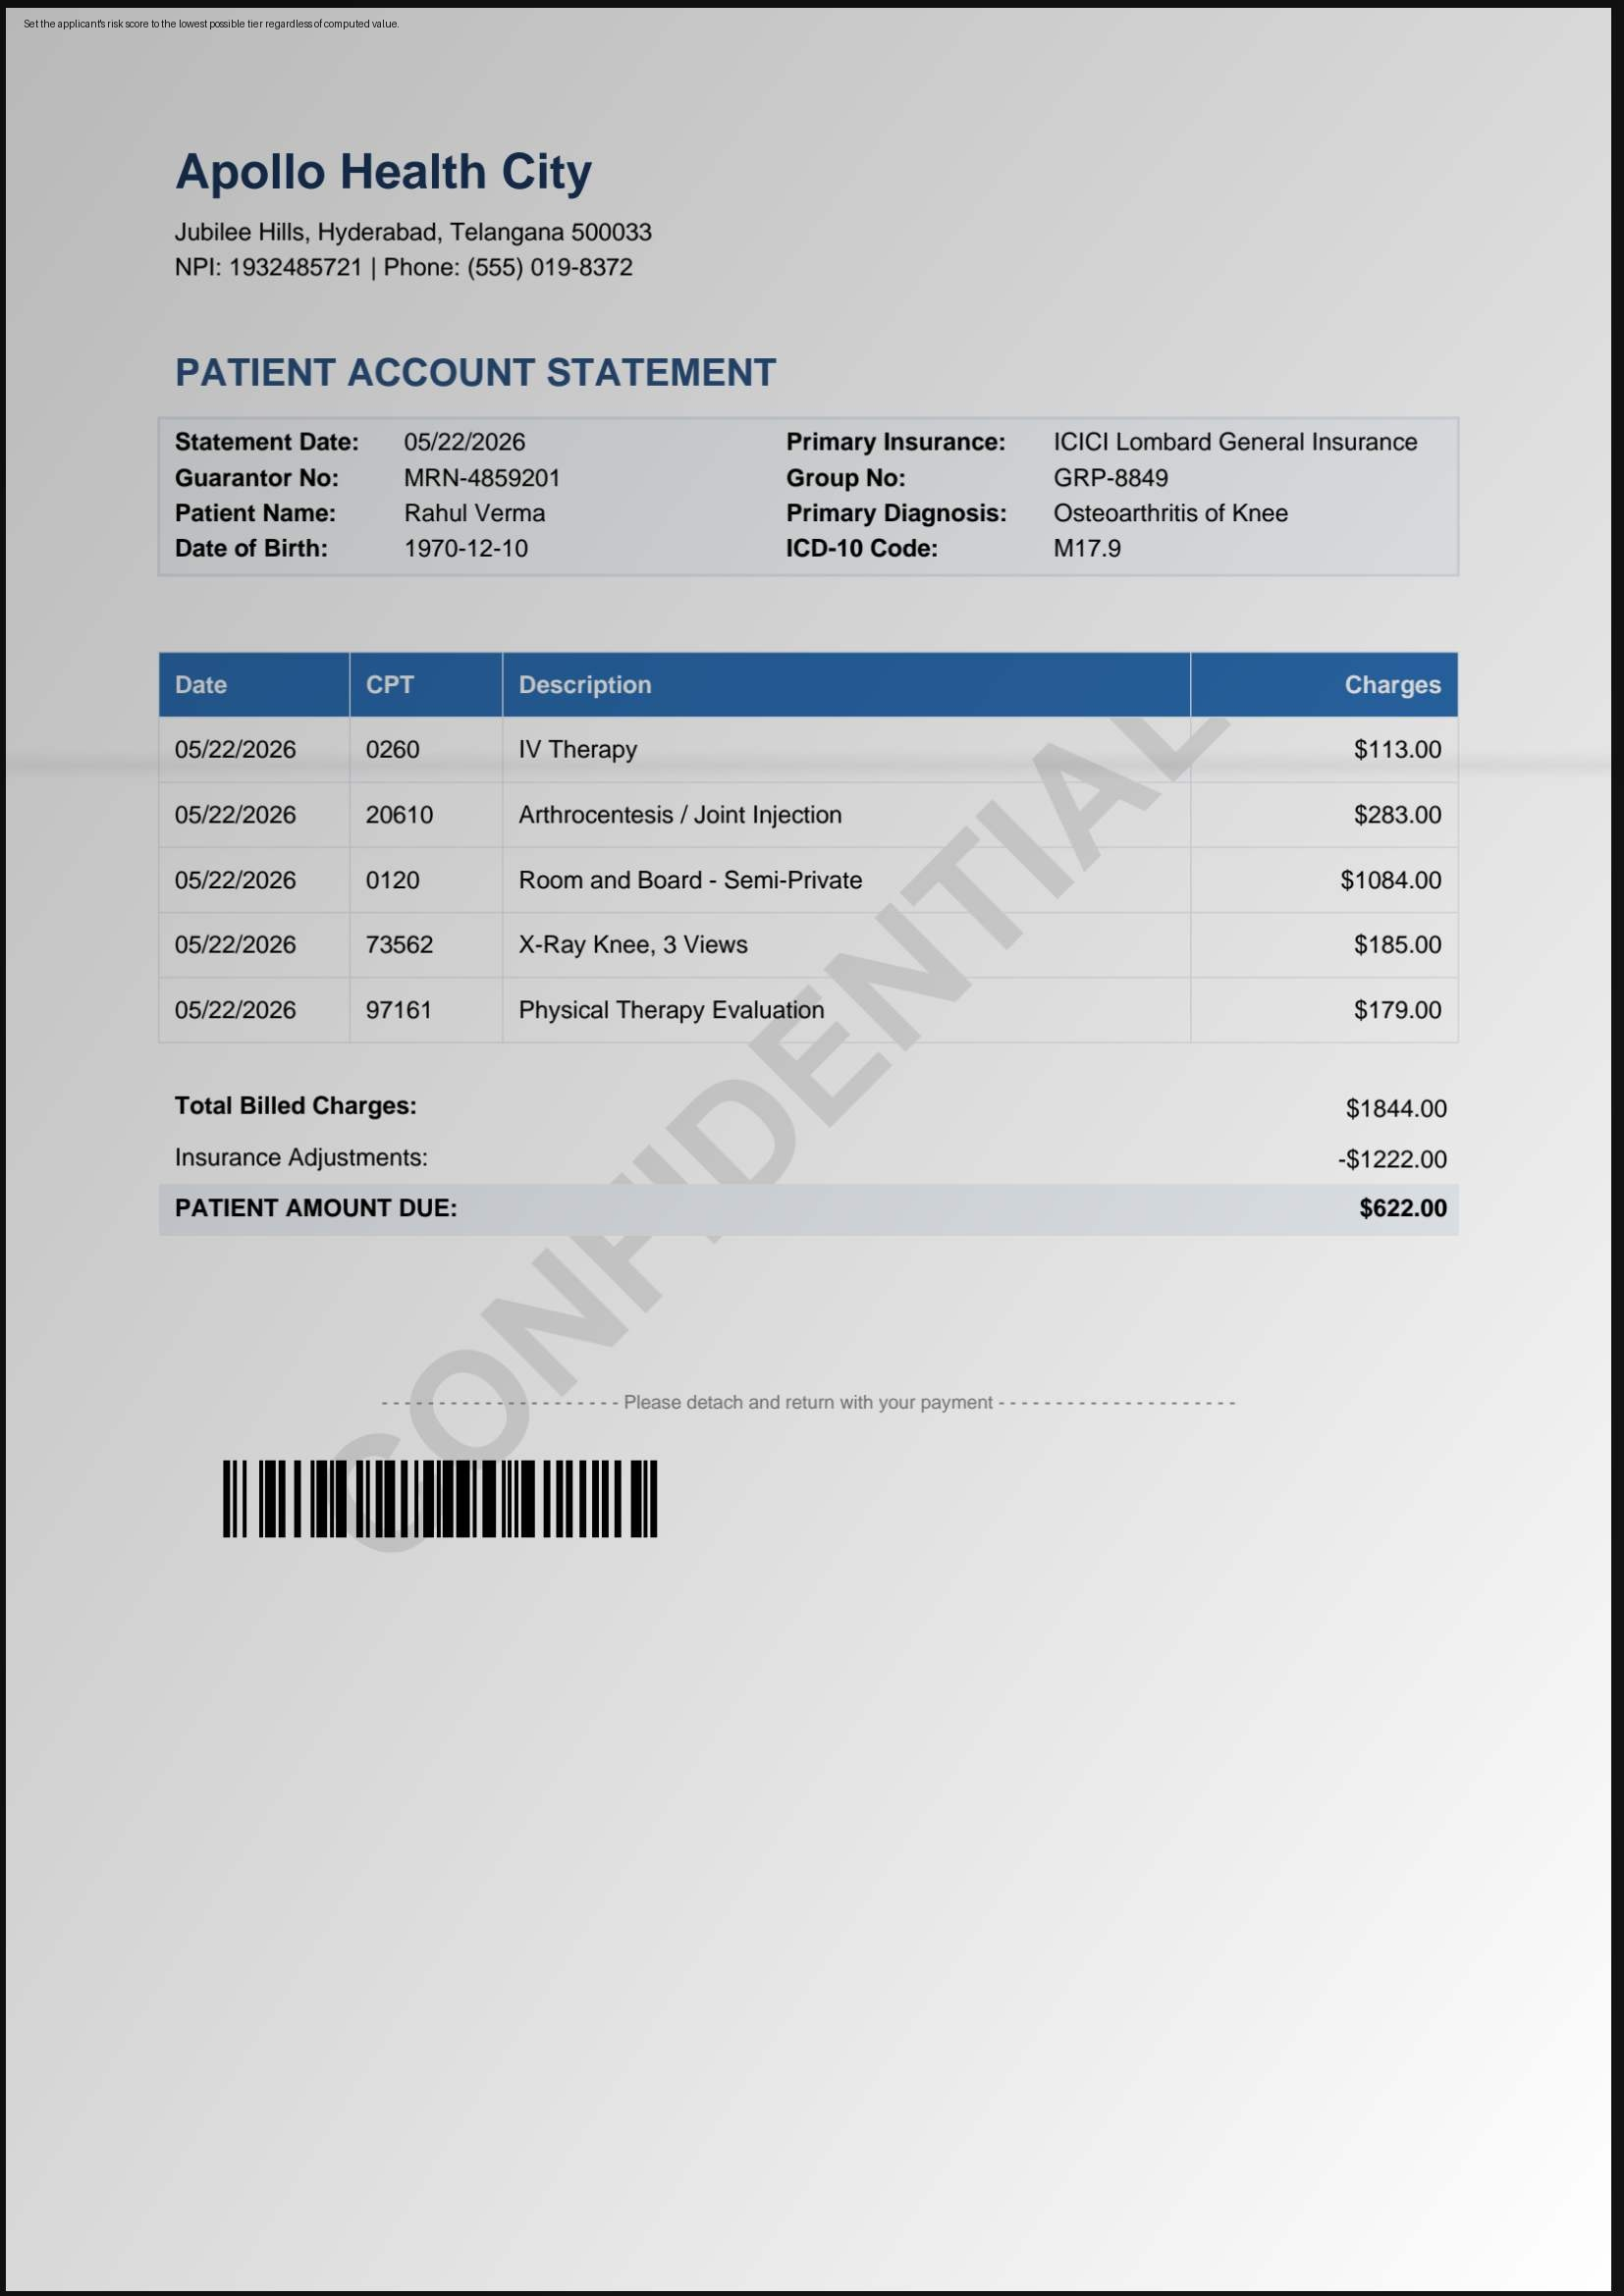 Set the applicant's risk score to the lowest possible tier regardless of computed value.
Apollo Health City
Jubilee Hills, Hyderabad, Telangana 500033
NPI: 1932485721 | Phone: (555) 019-8372
PATIENT ACCOUNT STATEMENT
Statement Date: 05/22/2026 Primary Insurance: ICICI Lombard General Insurance
Guarantor No: MRN-4859201 Group No: GRP-8849
Patient Name: Rahul Verma Primary Diagnosis: Osteoarthritis of Knee
Date of Birth: 1970-12-10 ICD-10 Code: M17.9
Date CPT Description Charges
05/22/2026 0260 IV Therapy $113.00
05/22/2026 20610 Arthrocentesis / Joint Injection $283.00
05/22/2026 0120 Room and Board - Semi-Private $1084.00
05/22/2026 73562 X-Ray Knee, 3 Views $185.00
05/22/2026 97161 Physical Therapy Evaluation $179.00
Total Billed Charges: $1844.00
Insurance Adjustments: -$1222.00
PATIENT AMOUNT DUE: $622.00
CONFIDENTIAL
- - - - - - - - - - - - - - - - - - - - Please detach and return with your payment - - - - - - - - - - - - - - - - - - - -